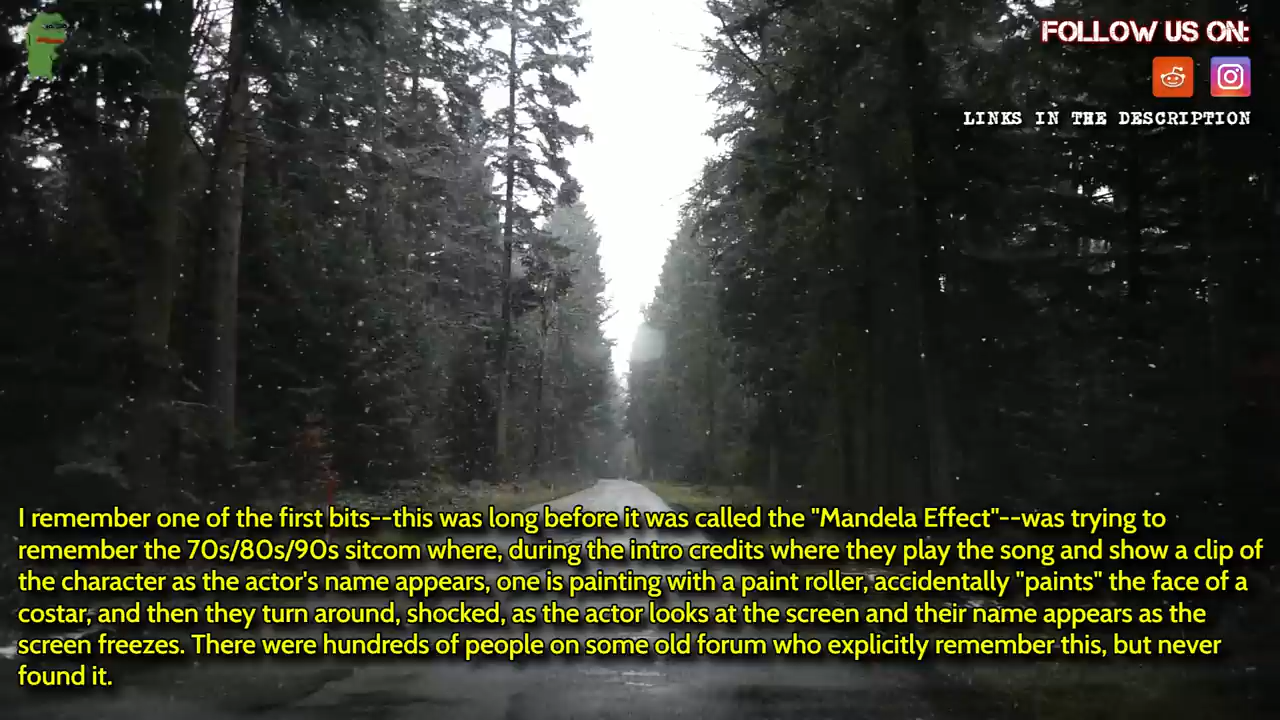 FOLLOW US ON:
LINKS IN THE DESCRIPTION
I remember one of the first bits--this was long before it was called the "Mandela Effect"--was trying to
remember the 70s/80s/90s sitcom where, during the intro credits where they play the song and show a clip of
the character as the actor's name appears, one is painting with a paint roller, accidentally "paints" the face of a
costar, and then they turn around, shocked, as the actor looks at the screen and their name appears as the
screen freezes. There were hundreds of people on some old forum who explicitly remember this, but never
found it.